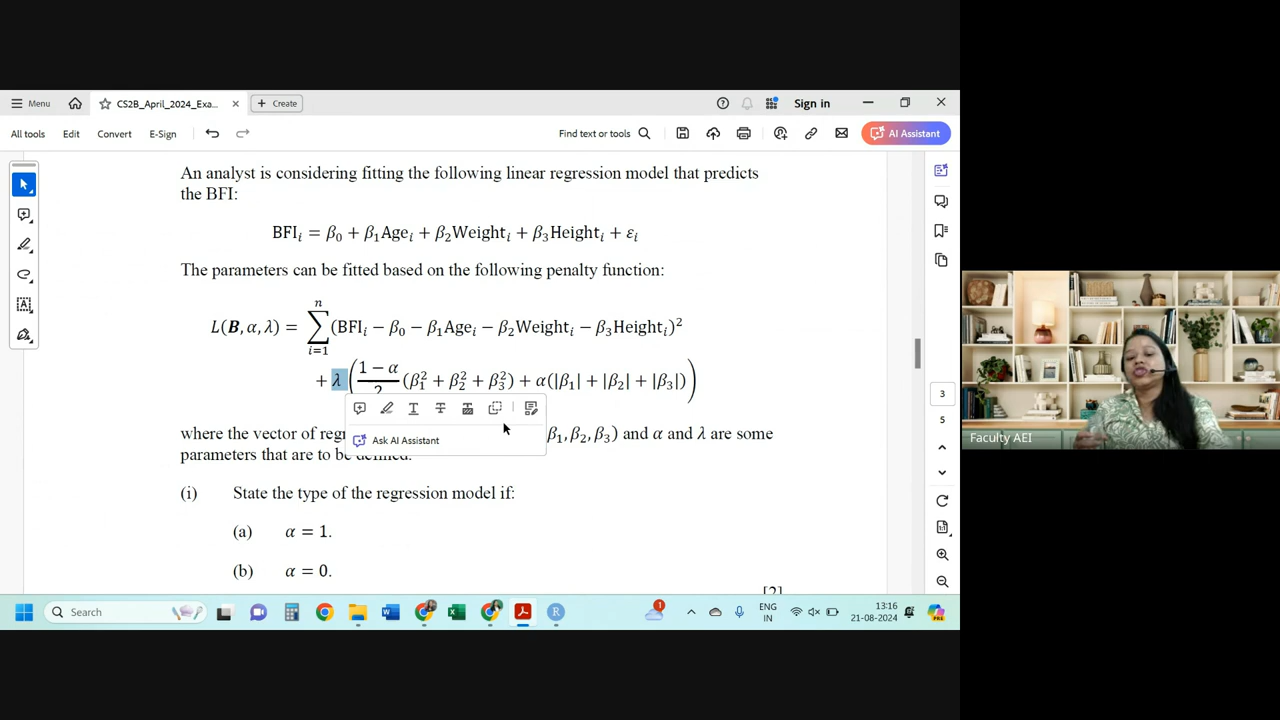 Menu
CS2B_April_2024_Exa...
Create
Sign in
All tools
Edit
Convert
E-Sign
Find text or tools
AI Assistant
An analyst is considering fitting the following linear regression model that predicts
the BFI:
BFIᵢ = β₀ + β₁Ageᵢ + β₂Weightᵢ + β₃Heightᵢ + εᵢ
The parameters can be fitted based on the following penalty function:
L(B, α, λ) = ∑ᵢ₌₁ⁿ (BFIᵢ − β₀ − β₁Ageᵢ − β₂Weightᵢ − β₃Heightᵢ)²
+ λ ( (1 − α)/2 (β₁² + β₂² + β₃²) + α(|β₁| + |β₂| + |β₃|) )
Ask AI Assistant
where the vector of regr β₁, β₂, β₃) and α and λ are some
parameters that are to be defined.
(i) State the type of the regression model if:
(a) α = 1.
(b) α = 0.
[2]
3
5
Faculty AEI
Search
1
ENG
IN
13:16
21-08-2024